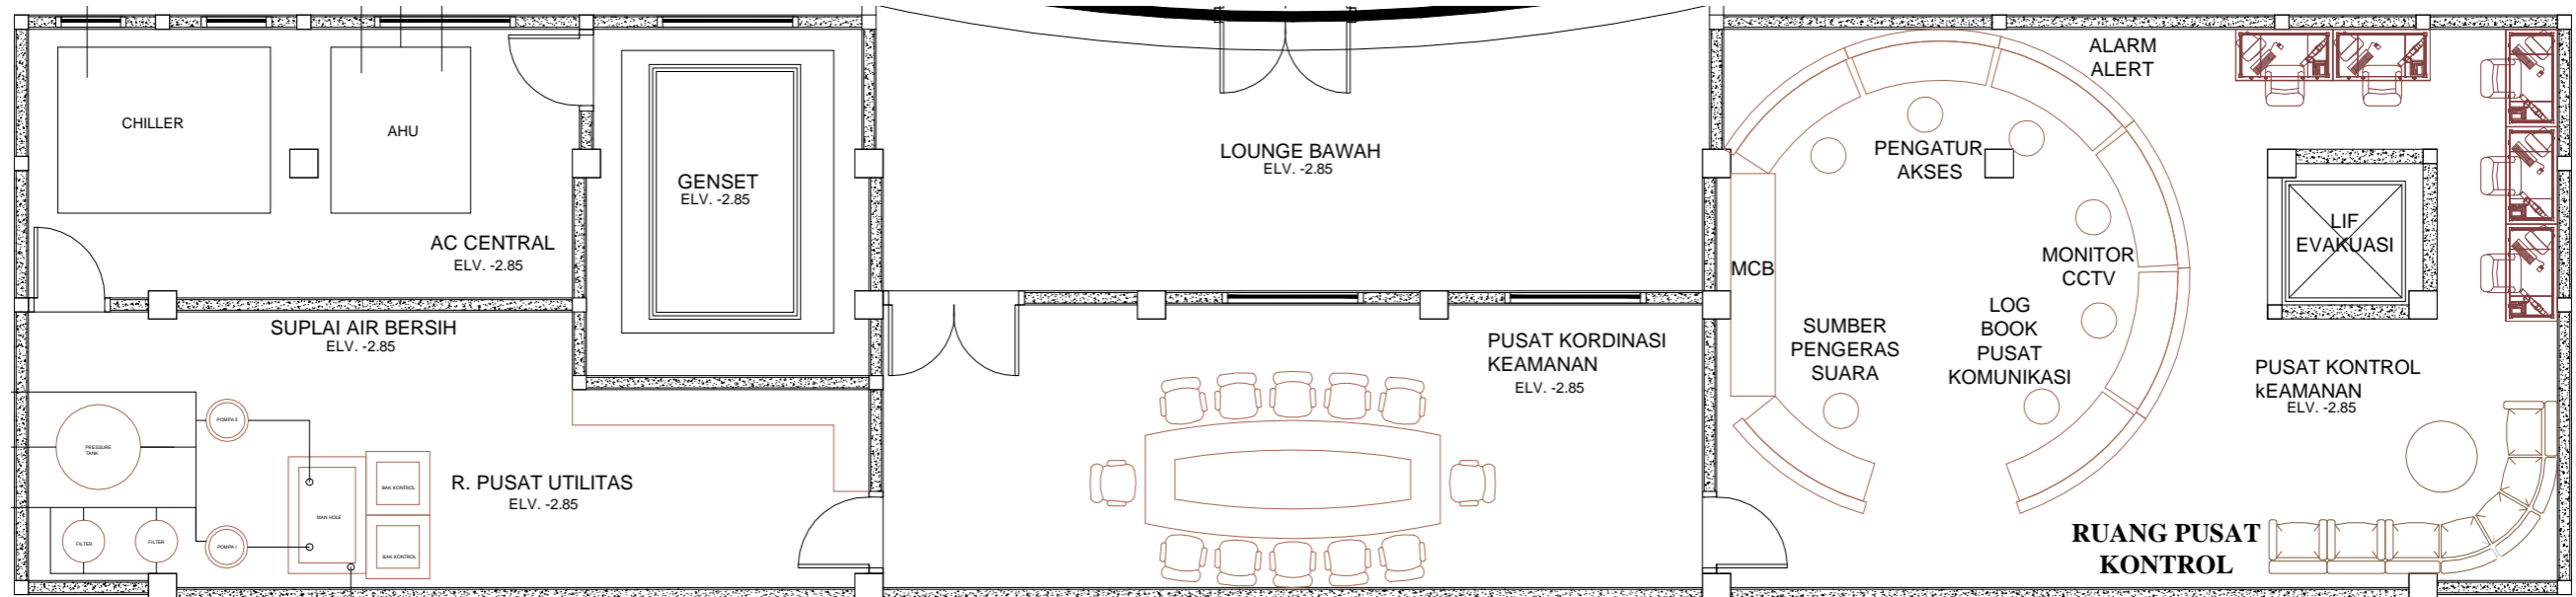 CHILLER
AHU
AC CENTRAL
ELV. -2.85
GENSET
ELV. -2.85
SUPLAI AIR BERSIH
ELV. -2.85
PRESSURE
TANK
POMPA II
FILTER
FILTER
POMPA I
MAN HOLE
BAK KONTROL
BAK KONTROL
R. PUSAT UTILITAS
ELV. -2.85
LOUNGE BAWAH
ELV. -2.85
PUSAT KORDINASI
KEAMANAN
ELV. -2.85
ALARM
ALERT
PENGATUR
AKSES
MCB
MONITOR
CCTV
SUMBER
PENGERAS
SUARA
LOG
BOOK
PUSAT
KOMUNIKASI
LIF
EVAKUASI
PUSAT KONTROL
kEAMANAN
ELV. -2.85
RUANG PUSAT
KONTROL